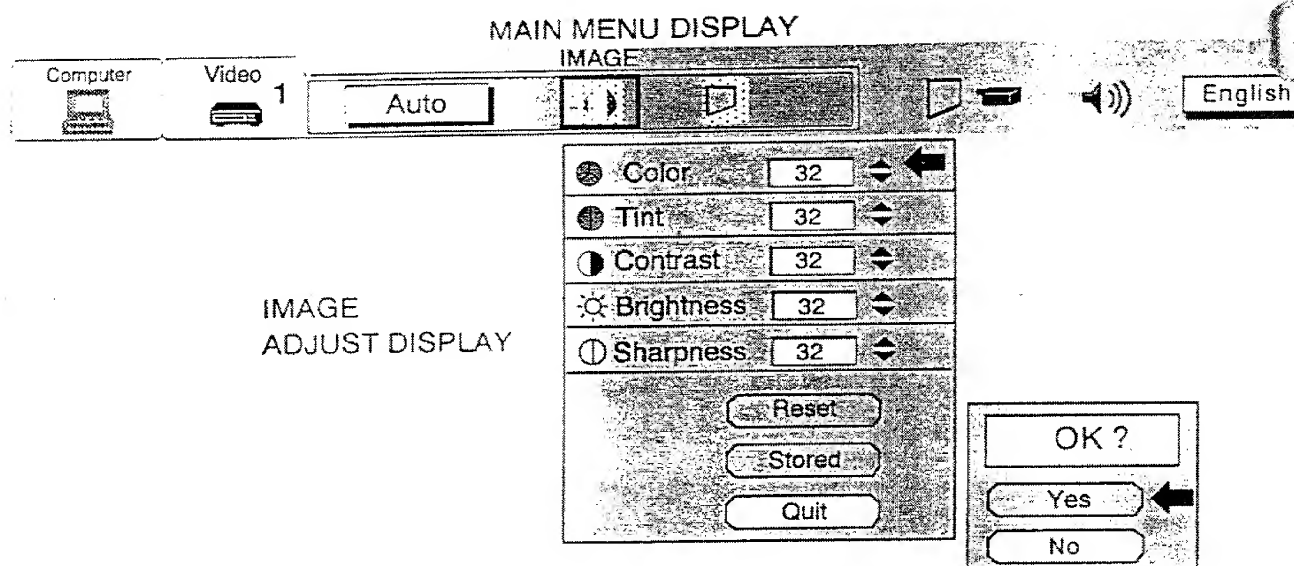 MAIN MENU DISPLAY
IMAGE
Computer
Video
1
Auto
English
Color 32
Tint 32
Contrast 32
Brightness 32
Sharpness 32
IMAGE
ADJUST DISPLAY
Reset
Stored
Quit
OK ?
Yes
No